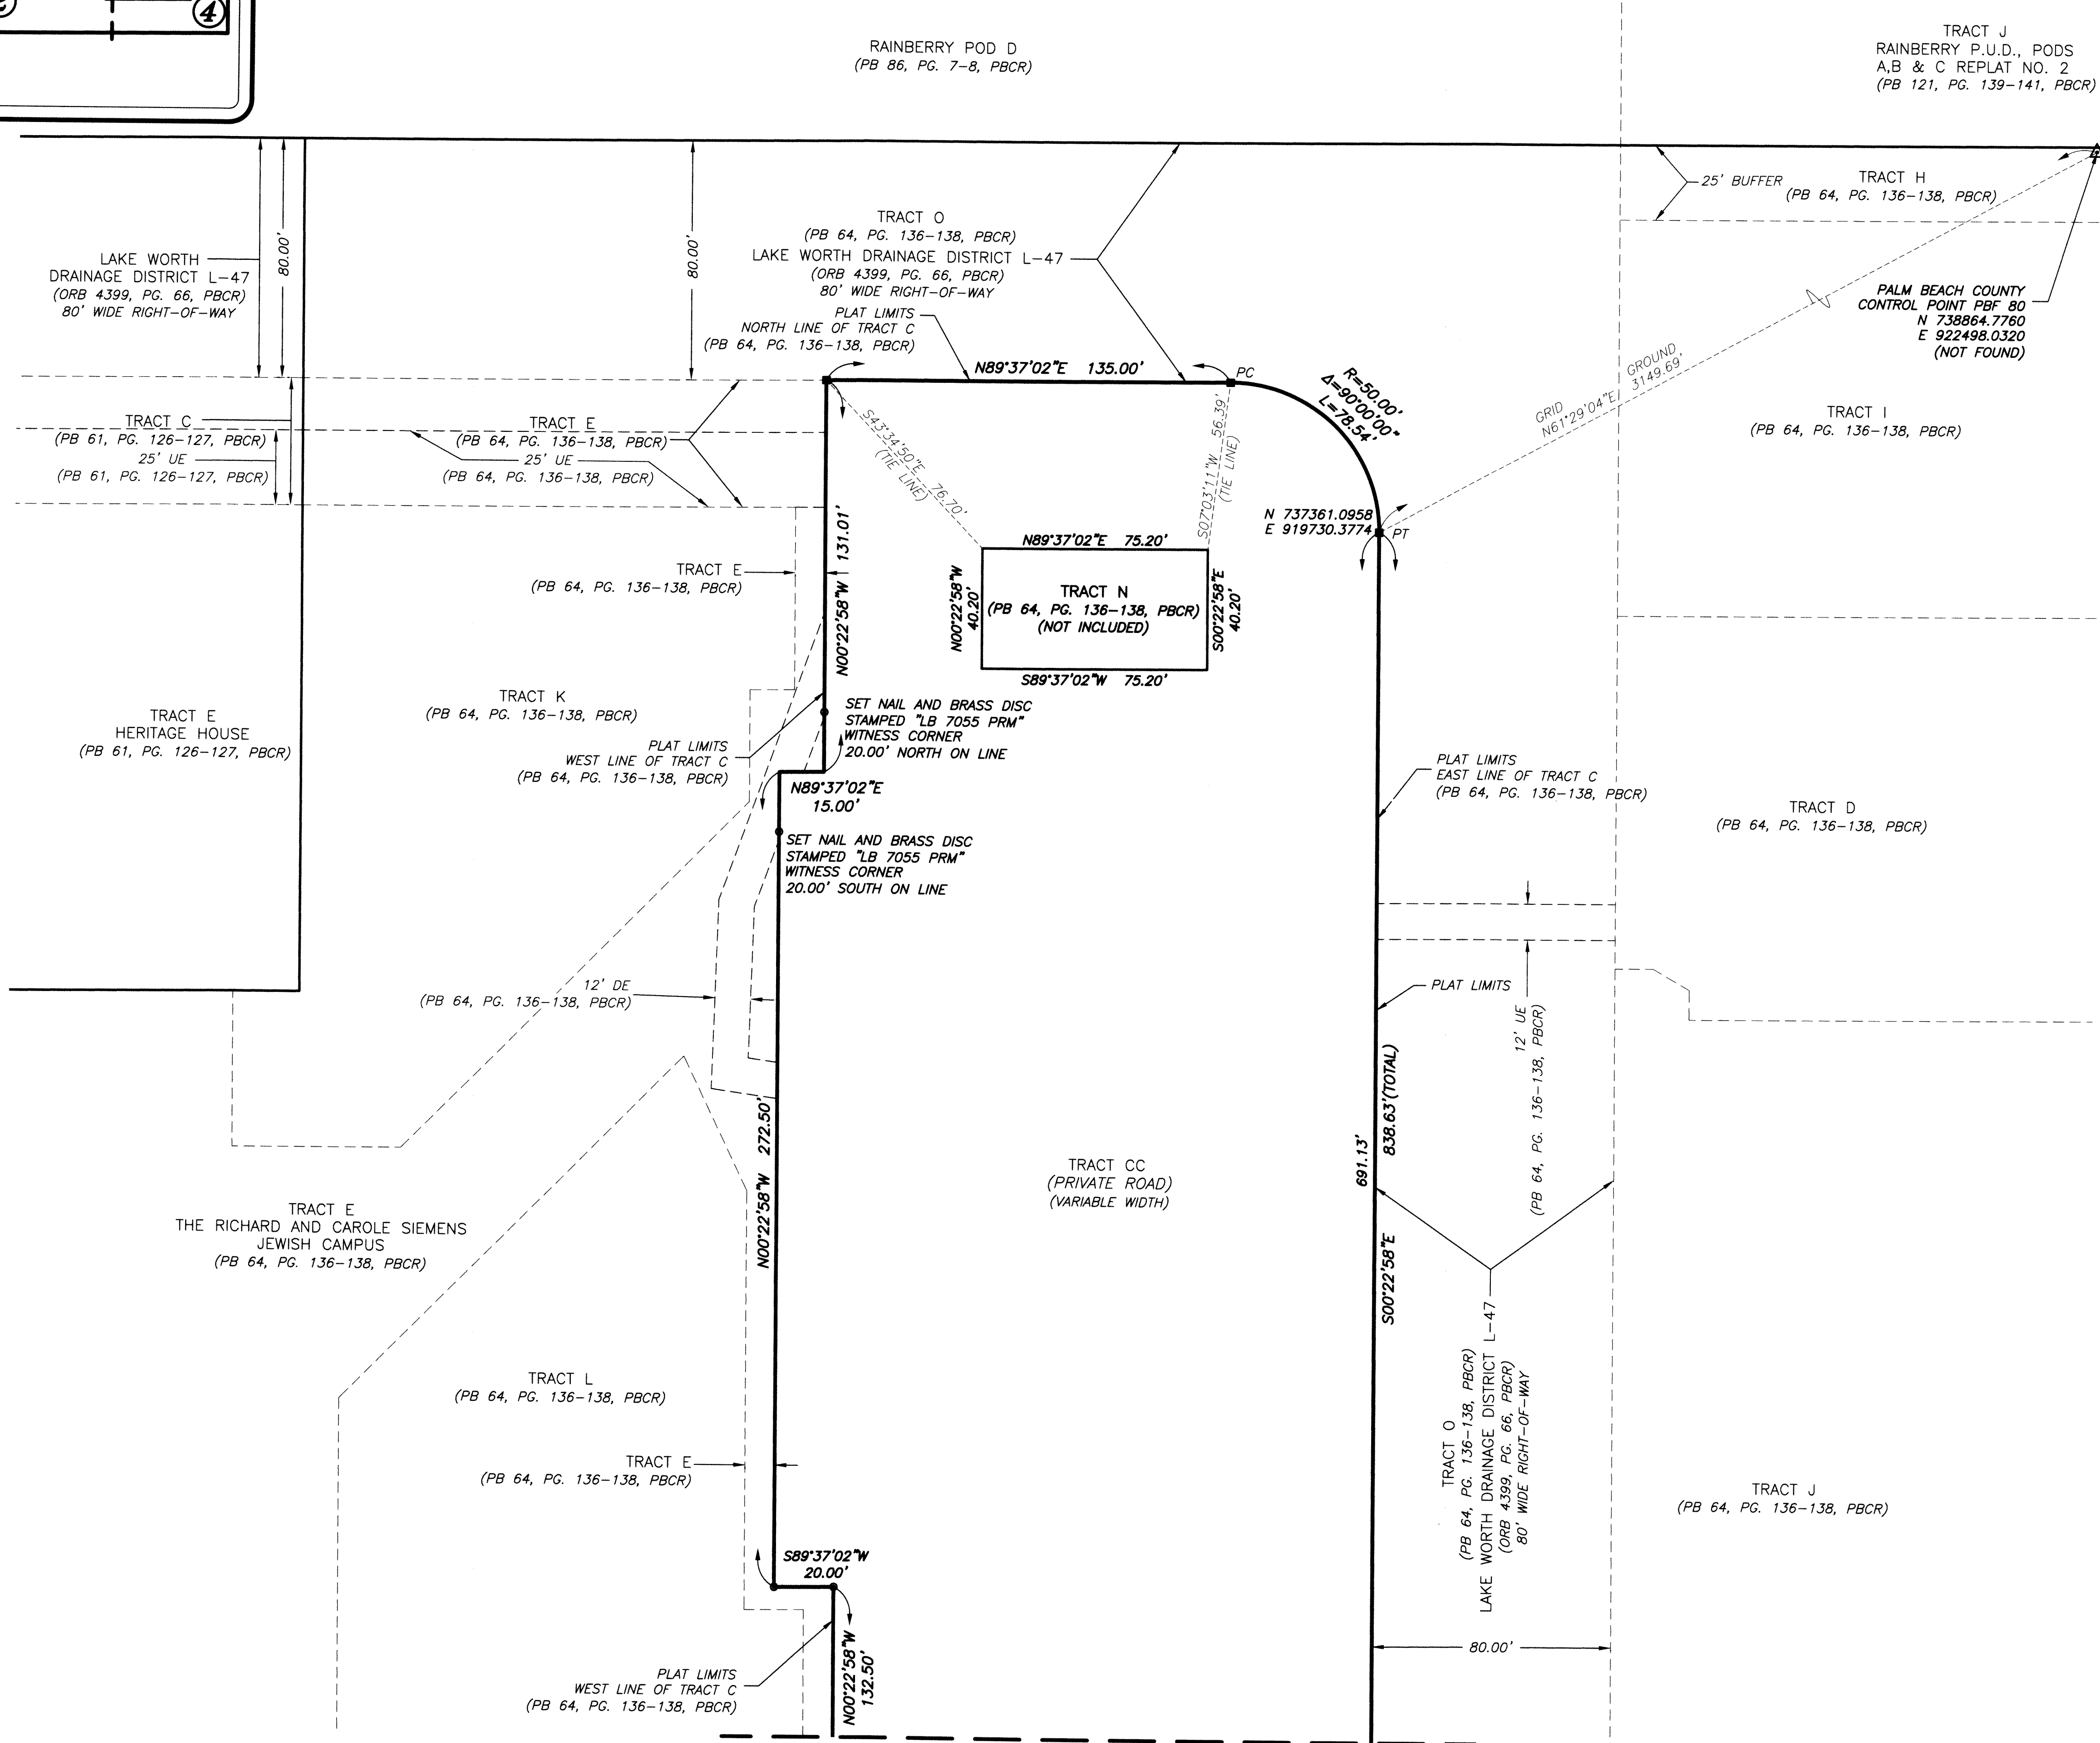 4
RAINBERRY POD D
(PB 86, PG. 7-8, PBCR)
TRACT J
RAINBERRY P.U.D., PODS
A,B & C REPLAT NO. 2
(PB 121, PG. 139-141, PBCR)
LAKE WORTH
DRAINAGE DISTRICT L-47
(ORB 4399, PG. 66, PBCR)
80' WIDE RIGHT-OF-WAY
80.00'
80.00'
TRACT O
(PB 64, PG. 136-138, PBCR)
LAKE WORTH DRAINAGE DISTRICT L-47
(ORB 4399, PG. 66, PBCR)
80' WIDE RIGHT-OF-WAY
PLAT LIMITS
NORTH LINE OF TRACT C
(PB 64, PG. 136-138, PBCR)
25' BUFFER
TRACT H
(PB 64, PG. 136-138, PBCR)
PALM BEACH COUNTY
CONTROL POINT PBF 80
N 738864.7760
E 922498.0320
(NOT FOUND)
GROUND
3149.69'
GRID
N61°29'04"E
N89°37'02"E 135.00'
PC
R=50.00'
Δ=90°00'00"
L=78.54'
TRACT C
(PB 61, PG. 126-127, PBCR)
25' UE
(PB 61, PG. 126-127, PBCR)
TRACT E
(PB 64, PG. 136-138, PBCR)
25' UE
(PB 64, PG. 136-138, PBCR)
S43°34'50"E 76.70'
(TIE LINE)
S07°03'11"W 56.39'
(TIE LINE)
TRACT I
(PB 64, PG. 136-138, PBCR)
N 737361.0958
E 919730.3774
PT
N00°22'58"W 131.01'
TRACT E
(PB 64, PG. 136-138, PBCR)
N89°37'02"E 75.20'
N00°22'58"W
40.20'
TRACT N
(PB 64, PG. 136-138, PBCR)
(NOT INCLUDED)
S00°22'58"E
40.20'
S89°37'02"W 75.20'
TRACT K
(PB 64, PG. 136-138, PBCR)
TRACT E
HERITAGE HOUSE
(PB 61, PG. 126-127, PBCR)
PLAT LIMITS
WEST LINE OF TRACT C
(PB 64, PG. 136-138, PBCR)
SET NAIL AND BRASS DISC
STAMPED "LB 7055 PRM"
WITNESS CORNER
20.00' NORTH ON LINE
N89°37'02"E
15.00'
SET NAIL AND BRASS DISC
STAMPED "LB 7055 PRM"
WITNESS CORNER
20.00' SOUTH ON LINE
PLAT LIMITS
EAST LINE OF TRACT C
(PB 64, PG. 136-138, PBCR)
TRACT D
(PB 64, PG. 136-138, PBCR)
12' DE
(PB 64, PG. 136-138, PBCR)
PLAT LIMITS
12' UE
(PB 64, PG. 136-138, PBCR)
N00°22'58"W 272.50'
691.13'
838.63'(TOTAL)
S00°22'58"E
TRACT CC
(PRIVATE ROAD)
(VARIABLE WIDTH)
TRACT E
THE RICHARD AND CAROLE SIEMENS
JEWISH CAMPUS
(PB 64, PG. 136-138, PBCR)
TRACT L
(PB 64, PG. 136-138, PBCR)
TRACT E
(PB 64, PG. 136-138, PBCR)
TRACT O
(PB 64, PG. 136-138, PBCR)
LAKE WORTH DRAINAGE DISTRICT L-47
(ORB 4399, PG. 66, PBCR)
80' WIDE RIGHT-OF-WAY
TRACT J
(PB 64, PG. 136-138, PBCR)
S89°37'02"W
20.00'
80.00'
PLAT LIMITS
WEST LINE OF TRACT C
(PB 64, PG. 136-138, PBCR)
N00°22'58"W
132.50'